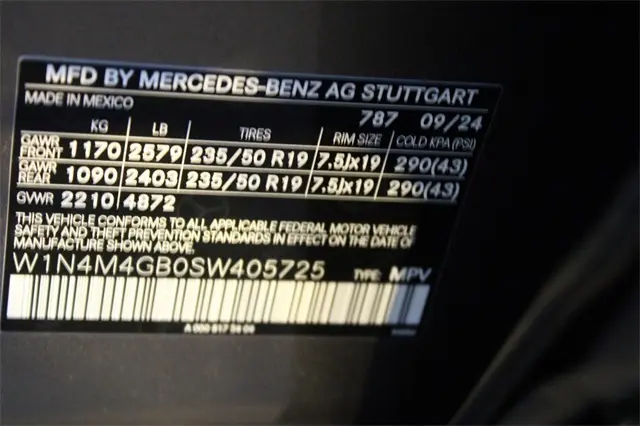 MFD BY MERCEDES-BENZ AG STUTTGART
MADE IN MEXICO 787 09/24
KG LB TIRES RIM SIZE COLD KPA (PSI)
GAWR FRONT 1170 2579 235/50 R19 7.5Jx19 290(43)
GAWR REAR 1090 2403 235/50 R19 7.5Jx19 290(43)
GVWR 2210 4872
THIS VEHICLE CONFORMS TO ALL APPLICABLE FEDERAL MOTOR VEHICLE
SAFETY AND THEFT PREVENTION STANDARDS IN EFFECT ON THE DATE OF
MANUFACTURE SHOWN ABOVE.
W1N4M4GB0SW405725 TYPE: MPV